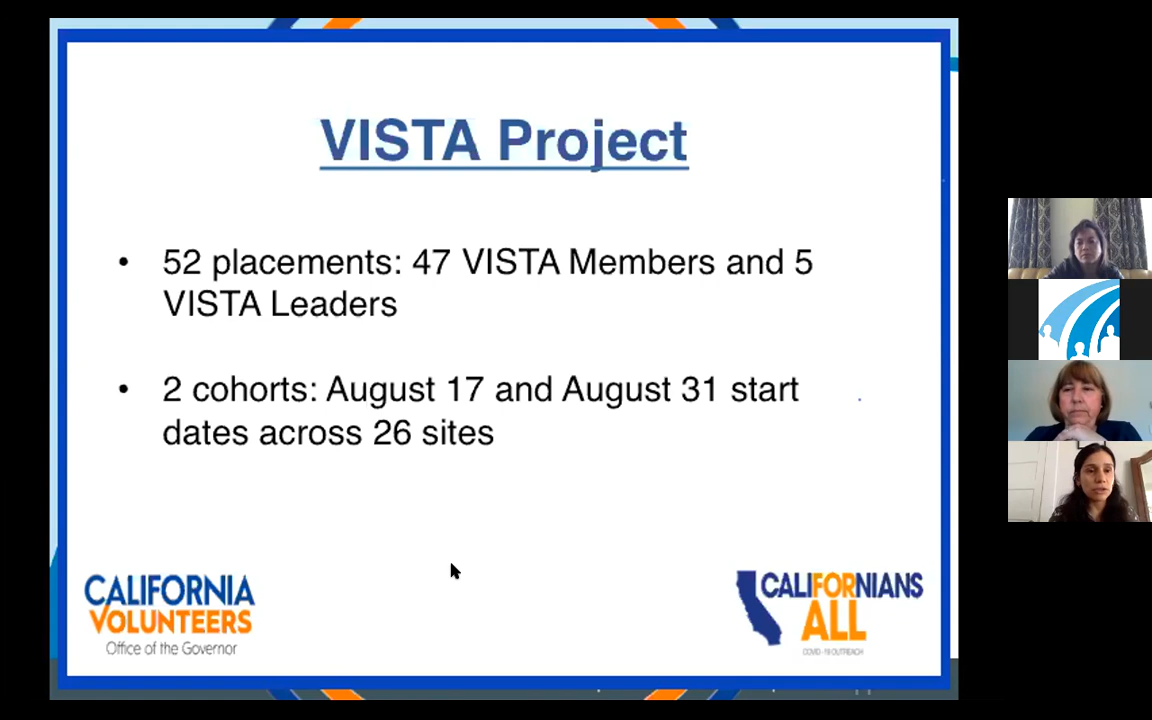 VISTA Project
• 52 placements: 47 VISTA Members and 5
VISTA Leaders
• 2 cohorts: August 17 and August 31 start
dates across 26 sites
CALIFORNIA
VOLUNTEERS
Office of the Governor
CALIFORNIANS
ALL
COVID-19 OUTREACH